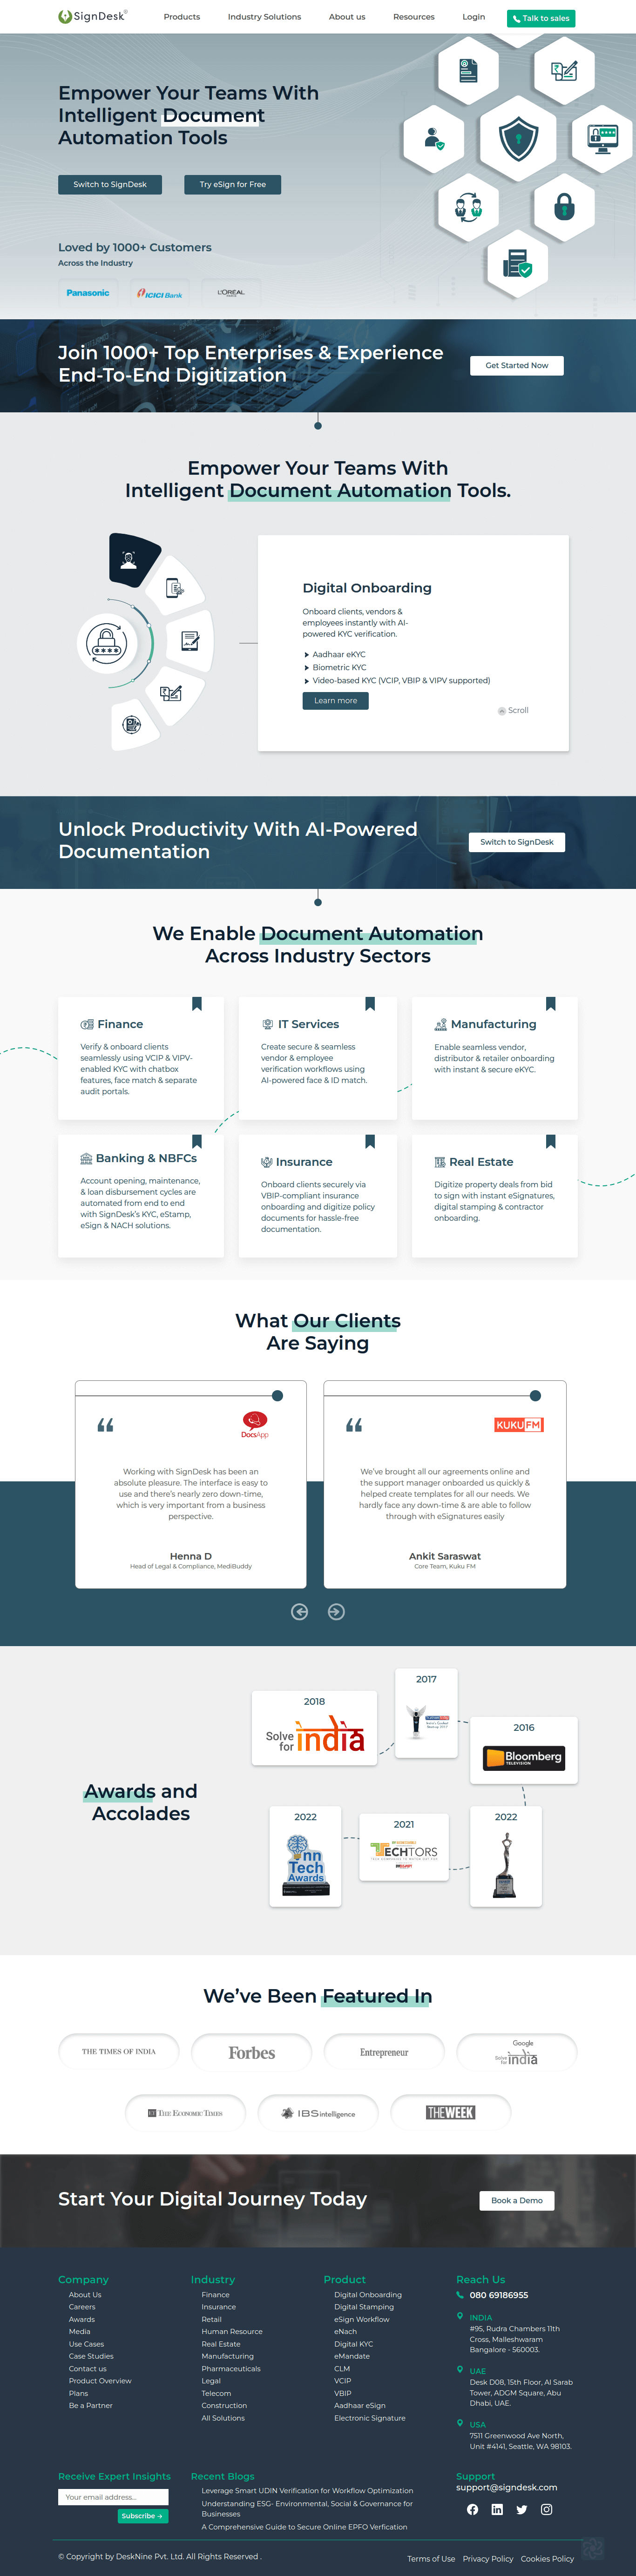 SignDesk®
Products
Industry Solutions
About us
Resources
Login
Talk to sales
Empower Your Teams With
Intelligent Document
Automation Tools
Switch to SignDesk
Try eSign for Free
Loved by 1000+ Customers
Across the Industry
Panasonic
ICICI Bank
L'ORÉAL
Join 1000+ Top Enterprises & Experience
End-To-End Digitization
Get Started Now
Empower Your Teams With
Intelligent Document Automation Tools.
Digital Onboarding
Onboard clients, vendors &
employees instantly with AI-
powered KYC verification.
Aadhaar eKYC
Biometric KYC
Video-based KYC (VCIP, VBIP & VIPV supported)
Learn more
Scroll
Unlock Productivity With AI-Powered
Documentation
Switch to SignDesk
We Enable Document Automation
Across Industry Sectors
Finance
Verify & onboard clients
seamlessly using VCIP & VIPV-
enabled KYC with chatbox
features, face match & separate
audit portals.
IT Services
Create secure & seamless
vendor & employee
verification workflows using
AI-powered face & ID match.
Manufacturing
Enable seamless vendor,
distributor & retailer onboarding
with instant & secure eKYC.
Banking & NBFCs
Account opening, maintenance,
& loan disbursement cycles are
automated from end to end
with SignDesk's KYC, eStamp,
eSign & NACH solutions.
Insurance
Onboard clients securely via
VBIP-compliant insurance
onboarding and digitize policy
documents for hassle-free
documentation.
Real Estate
Digitize property deals from bid
to sign with instant eSignatures,
digital stamping & contractor
onboarding.
What Our Clients
Are Saying
DocsApp
Working with SignDesk has been an
absolute pleasure. The interface is easy to
use and there's nearly zero down-time,
which is very important from a business
perspective.
Henna D
Head of Legal & Compliance, MediBuddy
KUKU FM
We've brought all our agreements online and
the support manager onboarded us quickly &
helped create templates for all our needs. We
hardly face any down-time & are able to follow
through with eSignatures easily
Ankit Saraswat
Core Team, Kuku FM
Awards and
Accolades
2018
Solve
for india
2017
2016
Bloomberg
TELEVISION
2022
nn
Tech
Awards
2021
TECHTORS
2022
We've Been Featured In
THE TIMES OF INDIA
Forbes
Entrepreneur
Google
Solve
for india
THE ECONOMIC TIMES
IBS intelligence
THE WEEK
Start Your Digital Journey Today
Book a Demo
Company
About Us
Careers
Awards
Media
Use Cases
Case Studies
Contact us
Product Overview
Plans
Be a Partner
Industry
Finance
Insurance
Retail
Human Resource
Real Estate
Manufacturing
Pharmaceuticals
Legal
Telecom
Construction
All Solutions
Product
Digital Onboarding
Digital Stamping
eSign Workflow
eNach
Digital KYC
eMandate
CLM
VCIP
VBIP
Aadhaar eSign
Electronic Signature
Reach Us
080 69186955
INDIA
#95, Rudra Chambers 11th
Cross, Malleshwaram
Bangalore - 560003.
UAE
Desk D08, 15th Floor, Al Sarab
Tower, ADGM Square, Abu
Dhabi, UAE.
USA
7511 Greenwood Ave North,
Unit #4141, Seattle, WA 98103.
Receive Expert Insights
Your email address...
Subscribe →
Recent Blogs
Leverage Smart UDIN Verification for Workflow Optimization
Understanding ESG- Environmental, Social & Governance for
Businesses
A Comprehensive Guide to Secure Online EPFO Verfication
Support
support@signdesk.com
© Copyright by DeskNine Pvt. Ltd. All Rights Reserved .
Terms of Use
Privacy Policy
Cookies Policy